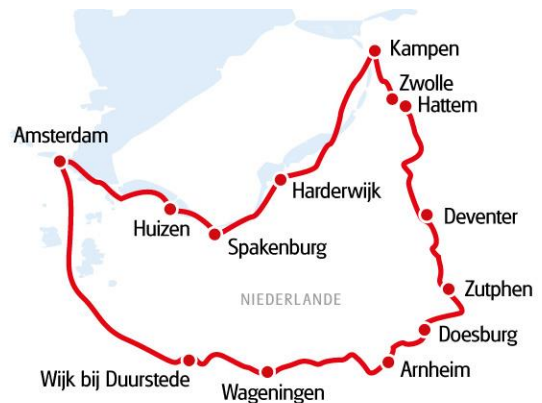 Kampen
Zwolle
Hattem
Amsterdam
Harderwijk
Huizen
Spakenburg
Deventer
NIEDERLANDE
Zutphen
Doesburg
Wijk bij Duurstede
Wageningen
Arnheim